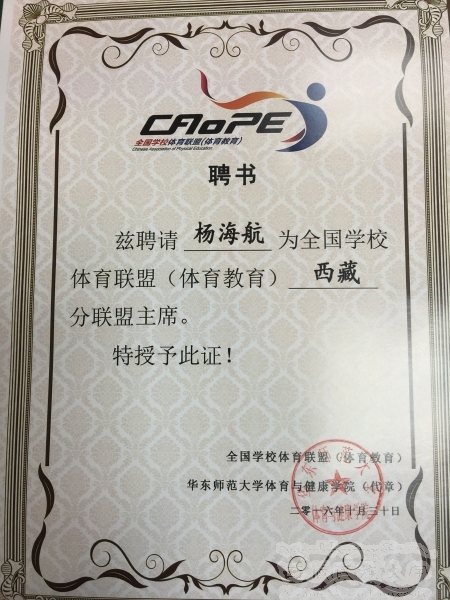 CAoPE
全国学校体育联盟(体育教育)
Chinese Association of Physical Education
聘书
兹聘请 杨海航 为全国学校
体育联盟（体育教育） 西藏
分联盟主席。
特授予此证！
全国学校体育联盟（体育教育）
华东师范大学体育与健康学院（代章）
二零一六年十月三十日